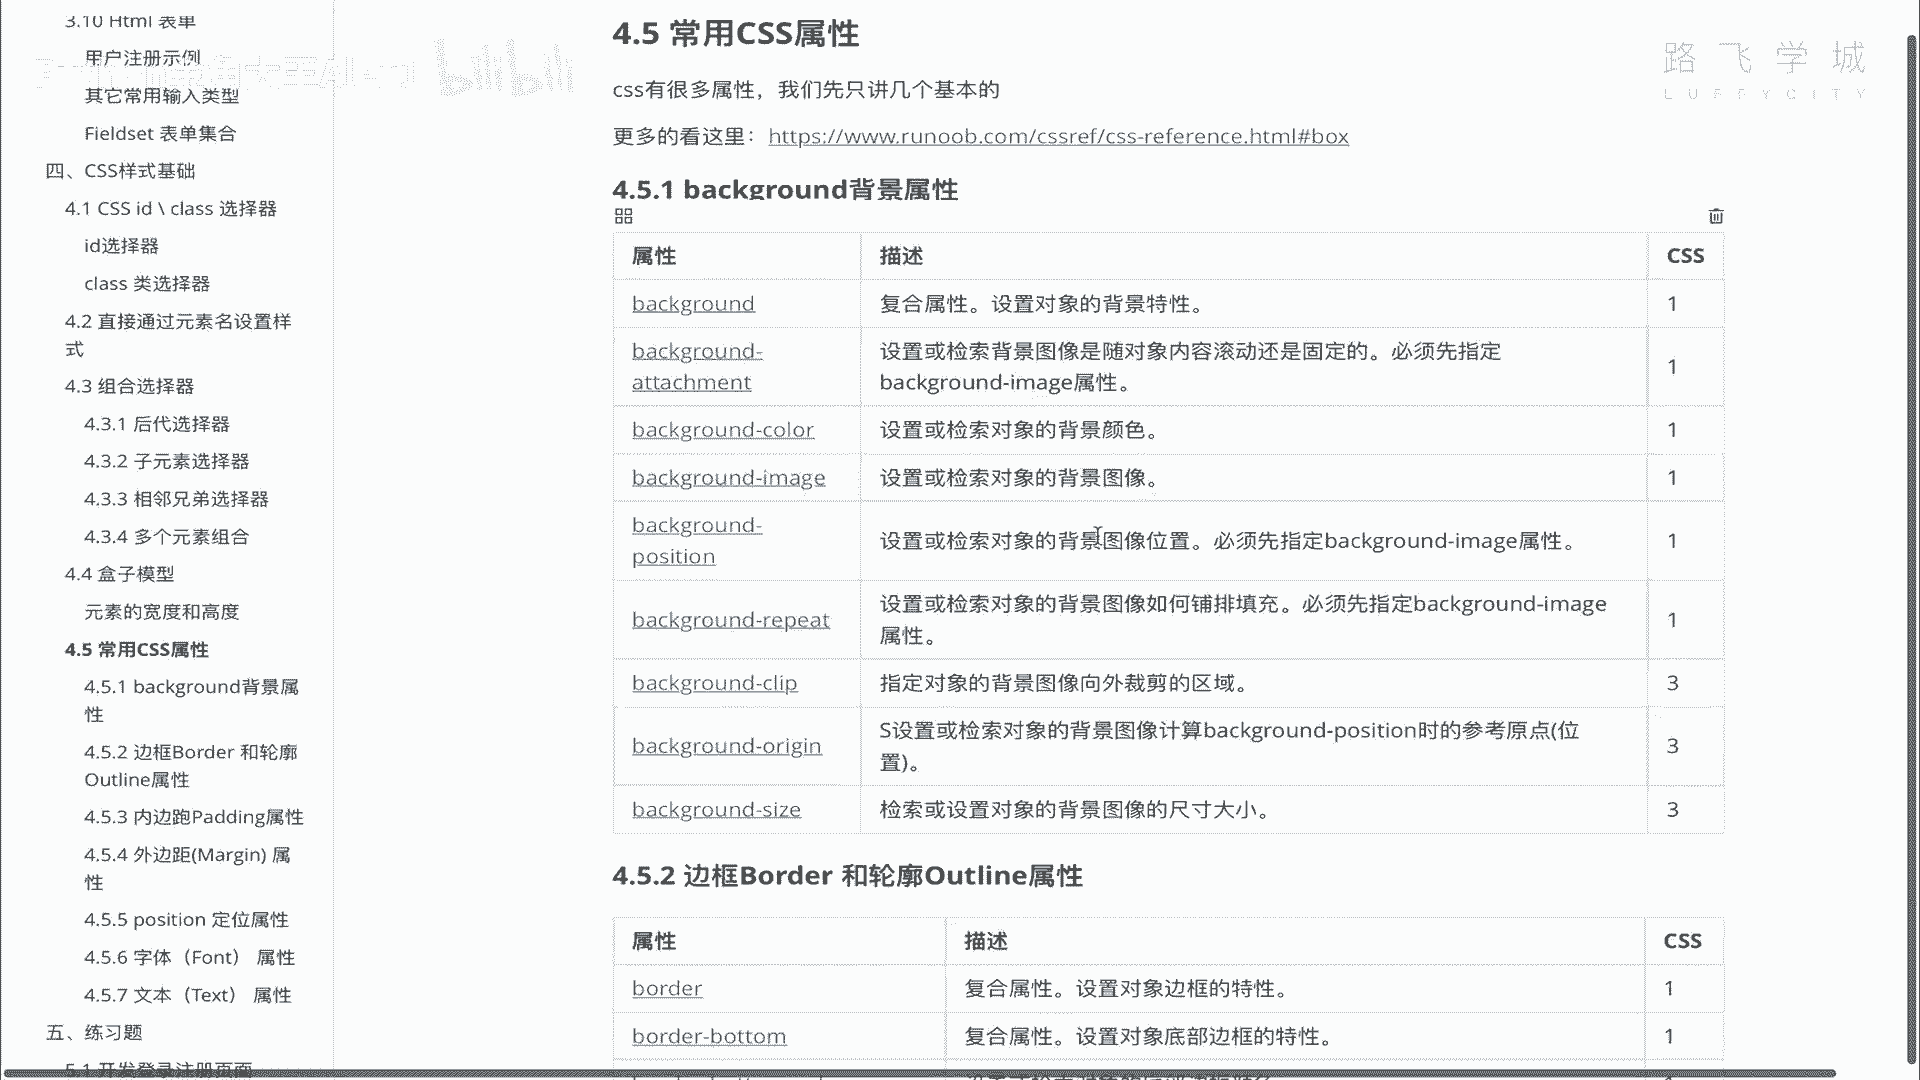 3.10 Html 表单
用户注册示例
其它常用输入类型
Fieldset 表单集合
四、CSS样式基础
4.1 CSS id \ class 选择器
id选择器
class 类选择器
4.2 直接通过元素名设置样
式
4.3 组合选择器
4.3.1 后代选择器
4.3.2 子元素选择器
4.3.3 相邻兄弟选择器
4.3.4 多个元素组合
4.4 盒子模型
元素的宽度和高度
4.5 常用CSS属性
4.5.1 background背景属
性
4.5.2 边框Border 和轮廓
Outline属性
4.5.3 内边跑Padding属性
4.5.4 外边距(Margin) 属
性
4.5.5 position 定位属性
4.5.6 字体（Font） 属性
4.5.7 文本（Text） 属性
五、练习题
5.1 开发登录注册页面
bilibili
路飞学城
LUFFYCITY
4.5 常用CSS属性
css有很多属性，我们先只讲几个基本的
更多的看这里：https://www.runoob.com/cssref/css-reference.html#box
4.5.1 background背景属性
属性 描述 CSS
background 复合属性。设置对象的背景特性。 1
background-
attachment
设置或检索背景图像是随对象内容滚动还是固定的。必须先指定
background-image属性。
1
background-color 设置或检索对象的背景颜色。 1
background-image 设置或检索对象的背景图像。 1
background-
position
设置或检索对象的背景图像位置。必须先指定background-image属性。 1
background-repeat
设置或检索对象的背景图像如何铺排填充。必须先指定background-image
属性。
1
background-clip 指定对象的背景图像向外裁剪的区域。 3
background-origin
S设置或检索对象的背景图像计算background-position时的参考原点(位
置)。
3
background-size 检索或设置对象的背景图像的尺寸大小。 3
4.5.2 边框Border 和轮廓Outline属性
属性 描述 CSS
border 复合属性。设置对象边框的特性。 1
border-bottom 复合属性。设置对象底部边框的特性。 1